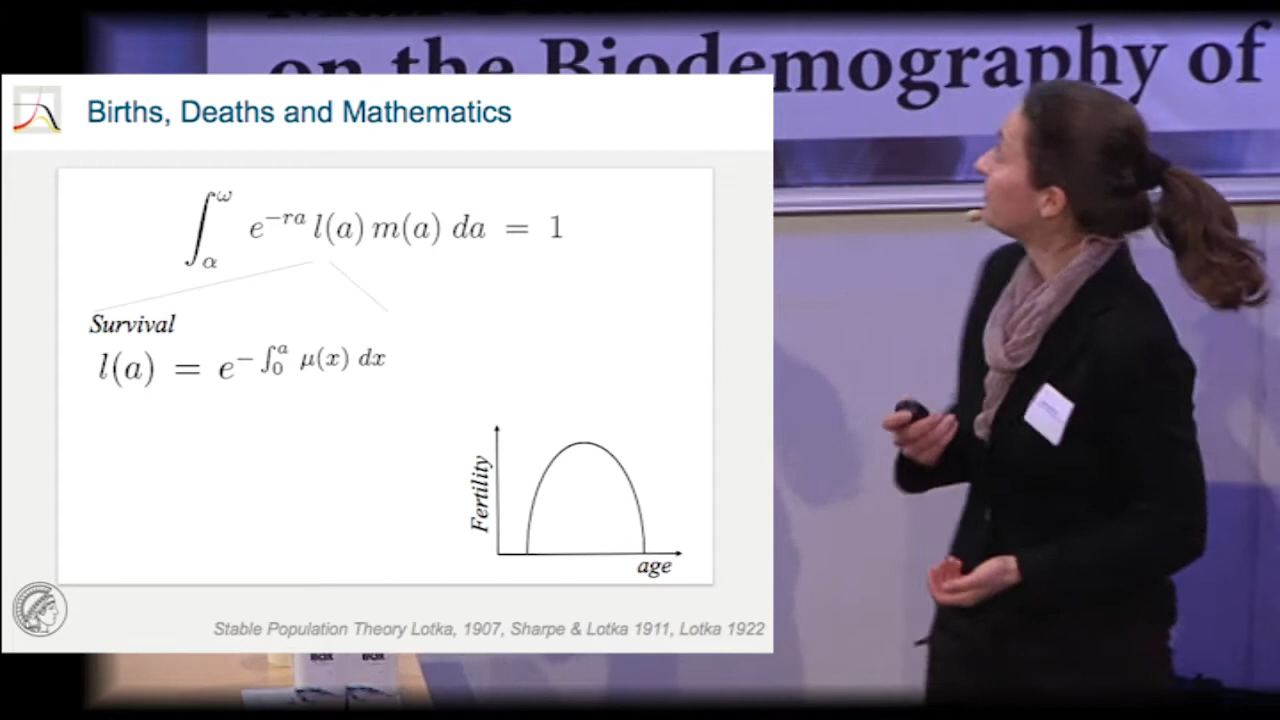 on the Biodemography of
Births, Deaths and Mathematics
∫_α^ω e^{-ra} l(a) m(a) da = 1
Survival
l(a) = e^{-∫_0^a μ(x) dx}
Fertility
age
Stable Population Theory Lotka, 1907, Sharpe & Lotka 1911, Lotka 1922